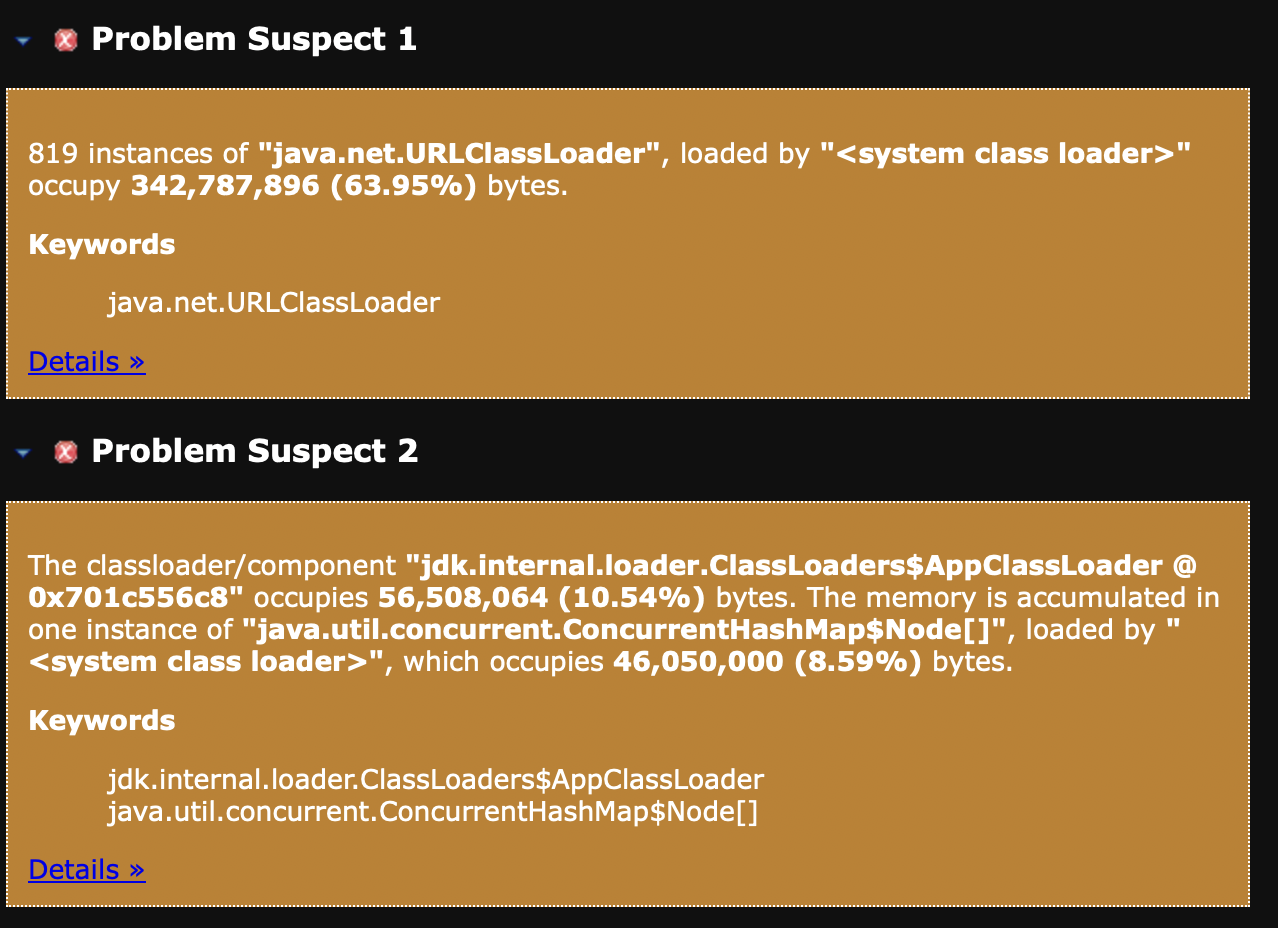 Problem Suspect 1
819 instances of "java.net.URLClassLoader", loaded by "<system class loader>"
occupy 342,787,896 (63.95%) bytes.
Keywords
java.net.URLClassLoader
Details »
Problem Suspect 2
The classloader/component "jdk.internal.loader.ClassLoaders$AppClassLoader @
0x701c556c8" occupies 56,508,064 (10.54%) bytes. The memory is accumulated in
one instance of "java.util.concurrent.ConcurrentHashMap$Node[]", loaded by "
<system class loader>", which occupies 46,050,000 (8.59%) bytes.
Keywords
jdk.internal.loader.ClassLoaders$AppClassLoader
java.util.concurrent.ConcurrentHashMap$Node[]
Details »